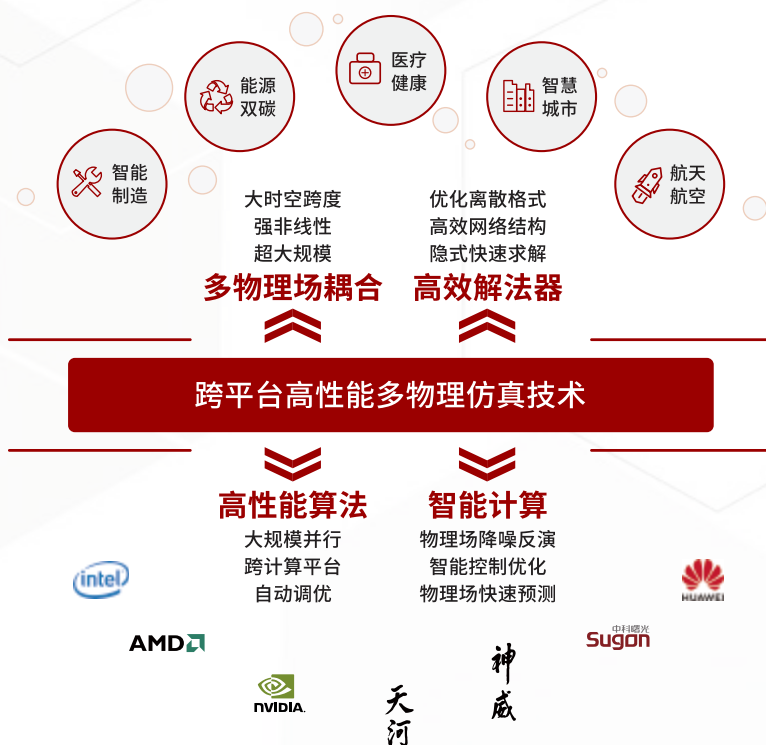 医疗
健康
能源
双碳
智慧
城市
智能
制造
航天
航空
大时空跨度
强非线性
超大规模
多物理场耦合
优化离散格式
高效网络结构
隐式快速求解
高效解法器
跨平台高性能多物理仿真技术
高性能算法
大规模并行
跨计算平台
自动调优
智能计算
物理场降噪反演
智能控制优化
物理场快速预测
intel
HUAWEI
AMD
中科曙光
Sugon
神威
nVIDIA.
天河